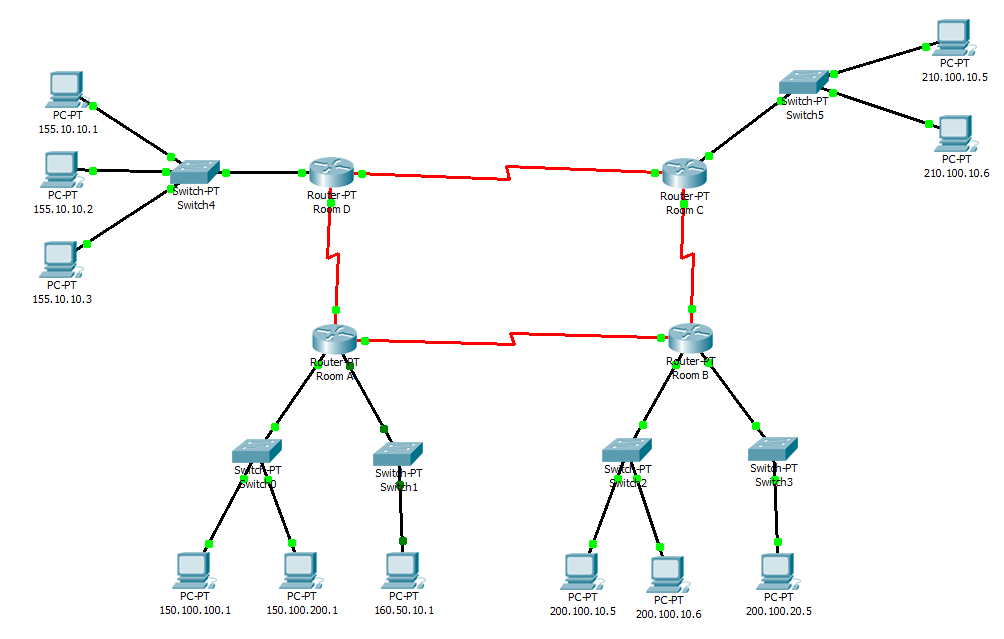 PC-PT
210.100.10.5
Switch-PT
Switch5
PC-PT
155.10.10.1
PC-PT
210.100.10.6
PC-PT
155.10.10.2
Switch-PT
Switch4
Router-PT
Room D
Router-PT
Room C
PC-PT
155.10.10.3
Router-PT
Room A
Router-PT
Room B
Switch-PT
Switch0
Switch-PT
Switch1
Switch-PT
Switch2
Switch-PT
Switch3
PC-PT
150.100.100.1
PC-PT
150.100.200.1
PC-PT
160.50.10.1
PC-PT
200.100.10.5
PC-PT
200.100.10.6
PC-PT
200.100.20.5